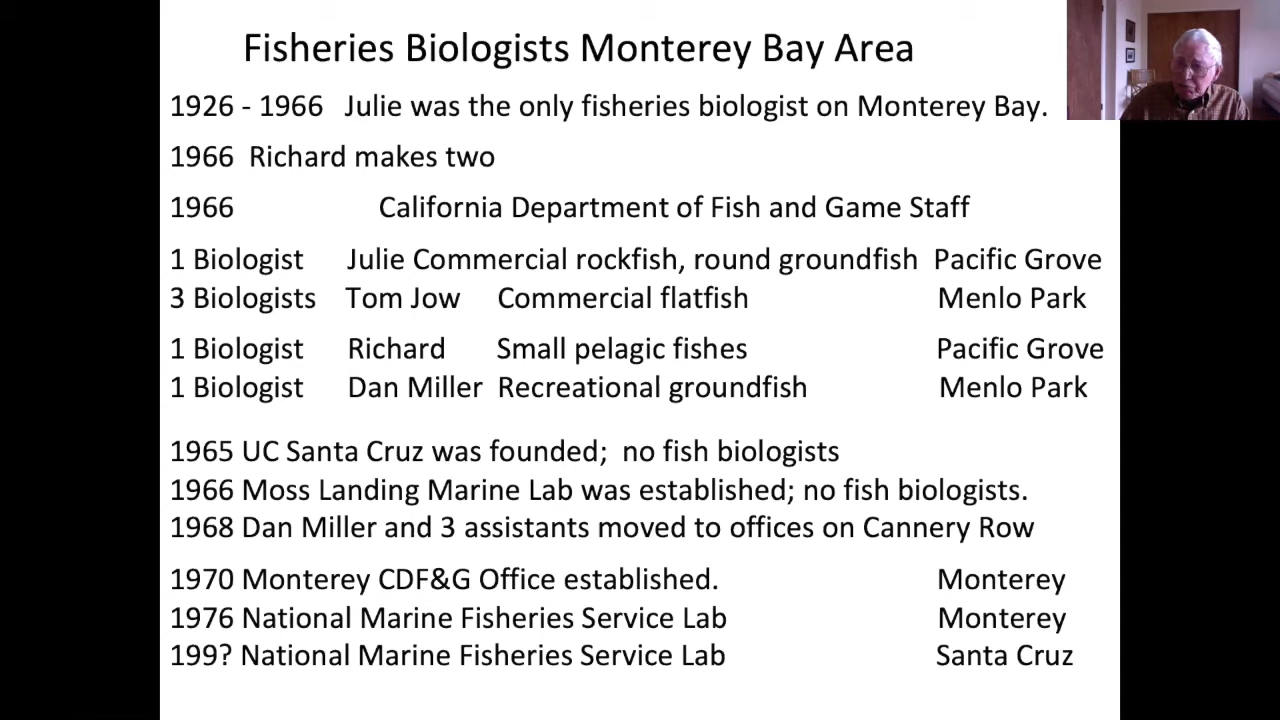 Fisheries Biologists Monterey Bay Area
1926 - 1966 Julie was the only fisheries biologist on Monterey Bay.
1966 Richard makes two
1966 California Department of Fish and Game Staff
1 Biologist Julie Commercial rockfish, round groundfish Pacific Grove
3 Biologists Tom Jow Commercial flatfish Menlo Park
1 Biologist Richard Small pelagic fishes Pacific Grove
1 Biologist Dan Miller Recreational groundfish Menlo Park
1965 UC Santa Cruz was founded; no fish biologists
1966 Moss Landing Marine Lab was established; no fish biologists.
1968 Dan Miller and 3 assistants moved to offices on Cannery Row
1970 Monterey CDF&G Office established. Monterey
1976 National Marine Fisheries Service Lab Monterey
199? National Marine Fisheries Service Lab Santa Cruz